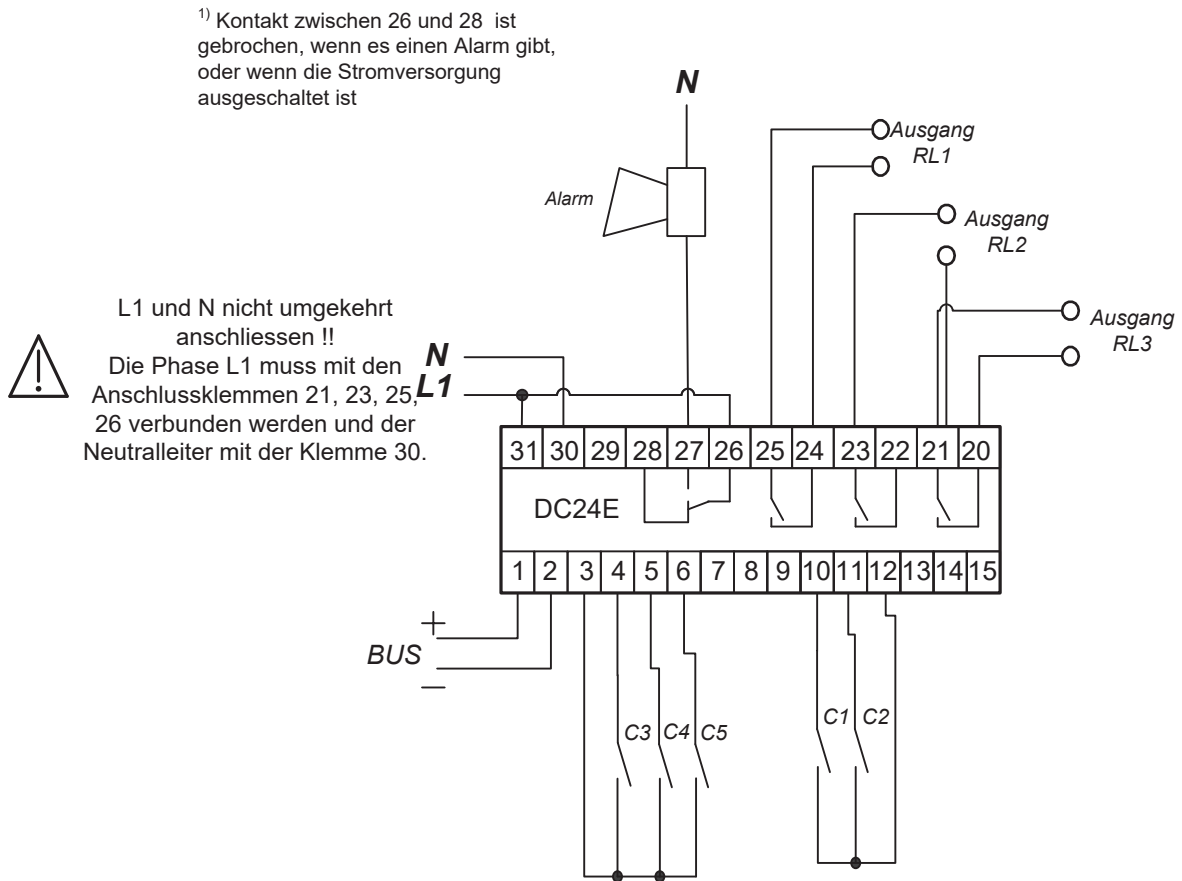 1) Kontakt zwischen 26 und 28 ist
gebrochen, wenn es einen Alarm gibt,
oder wenn die Stromversorgung
ausgeschaltet ist
N
Alarm
Ausgang
RL1
Ausgang
RL2
Ausgang
RL3
L1 und N nicht umgekehrt
anschliessen !!
Die Phase L1 muss mit den
Anschlussklemmen 21, 23, 25,
26 verbunden werden und der
Neutralleiter mit der Klemme 30.
N
L1
31 30 29 28 27 26 25 24 23 22 21 20
DC24E
1 2 3 4 5 6 7 8 9 10 11 12 13 14 15
+
BUS
–
C3 C4 C5 C1 C2